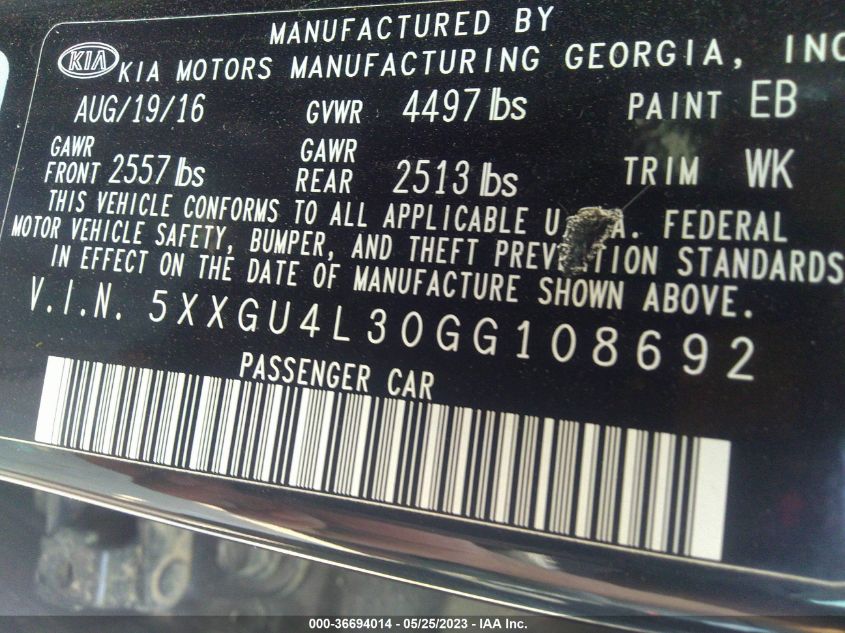 MANUFACTURED BY
KIA KIA MOTORS MANUFACTURING GEORGIA, INC
AUG/19/16 GVWR 4497 lbs PAINT EB
GAWR FRONT 2557 lbs GAWR REAR 2513 lbs TRIM WK
THIS VEHICLE CONFORMS TO ALL APPLICABLE U A. FEDERAL
MOTOR VEHICLE SAFETY, BUMPER, AND THEFT PREV TION STANDARDS
IN EFFECT ON THE DATE OF MANUFACTURE SHOWN ABOVE.
V.I.N. 5XXGU4L30GG108692
PASSENGER CAR
000-36694014 - 05/25/2023 - IAA Inc.